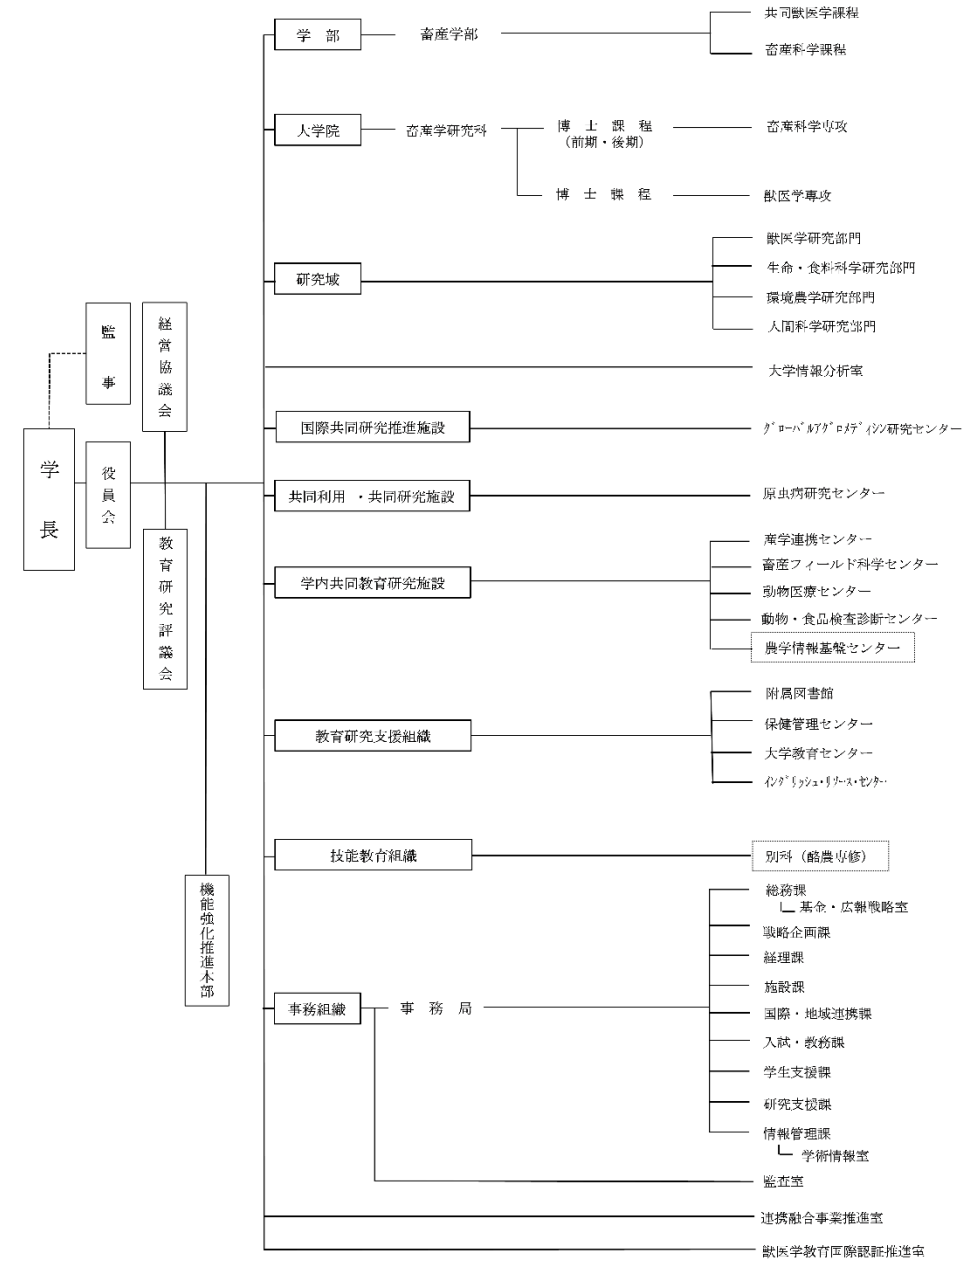 学 部
畜産学部
共同獣医学課程
畜産科学課程
大学院
畜産学研究科
博 士 課 程
（前期・後期）
畜産科学専攻
博 士 課 程
獣医学専攻
研究域
獣医学研究部門
生命・食料科学研究部門
環境農学研究部門
人間科学研究部門
監事
経営協議会
学長
役員会
教育研究評議会
機能強化推進本部
大学情報分析室
国際共同研究推進施設
ｸﾞﾛｰﾊﾞﾙｱｸﾞﾛﾒﾃﾞｨｼﾝ研究センター
共同利用 ・共同研究施設
原虫病研究センター
学内共同教育研究施設
産学連携センター
畜産フィールド科学センター
動物医療センター
動物・食品検査診断センター
農学情報基盤センター
教育研究支援組織
附属図書館
保健管理センター
大学教育センター
ｲﾝｸﾞﾘｯｼｭ・ﾘｿｰｽ・ｾﾝﾀｰ
技能教育組織
別科（酪農専修）
事務組織
事 務 局
総務課
基金・広報戦略室
戦略企画課
経理課
施設課
国際・地域連携課
入試・教務課
学生支援課
研究支援課
情報管理課
学術情報室
監査室
連携融合事業推進室
獣医学教育国際認証推進室